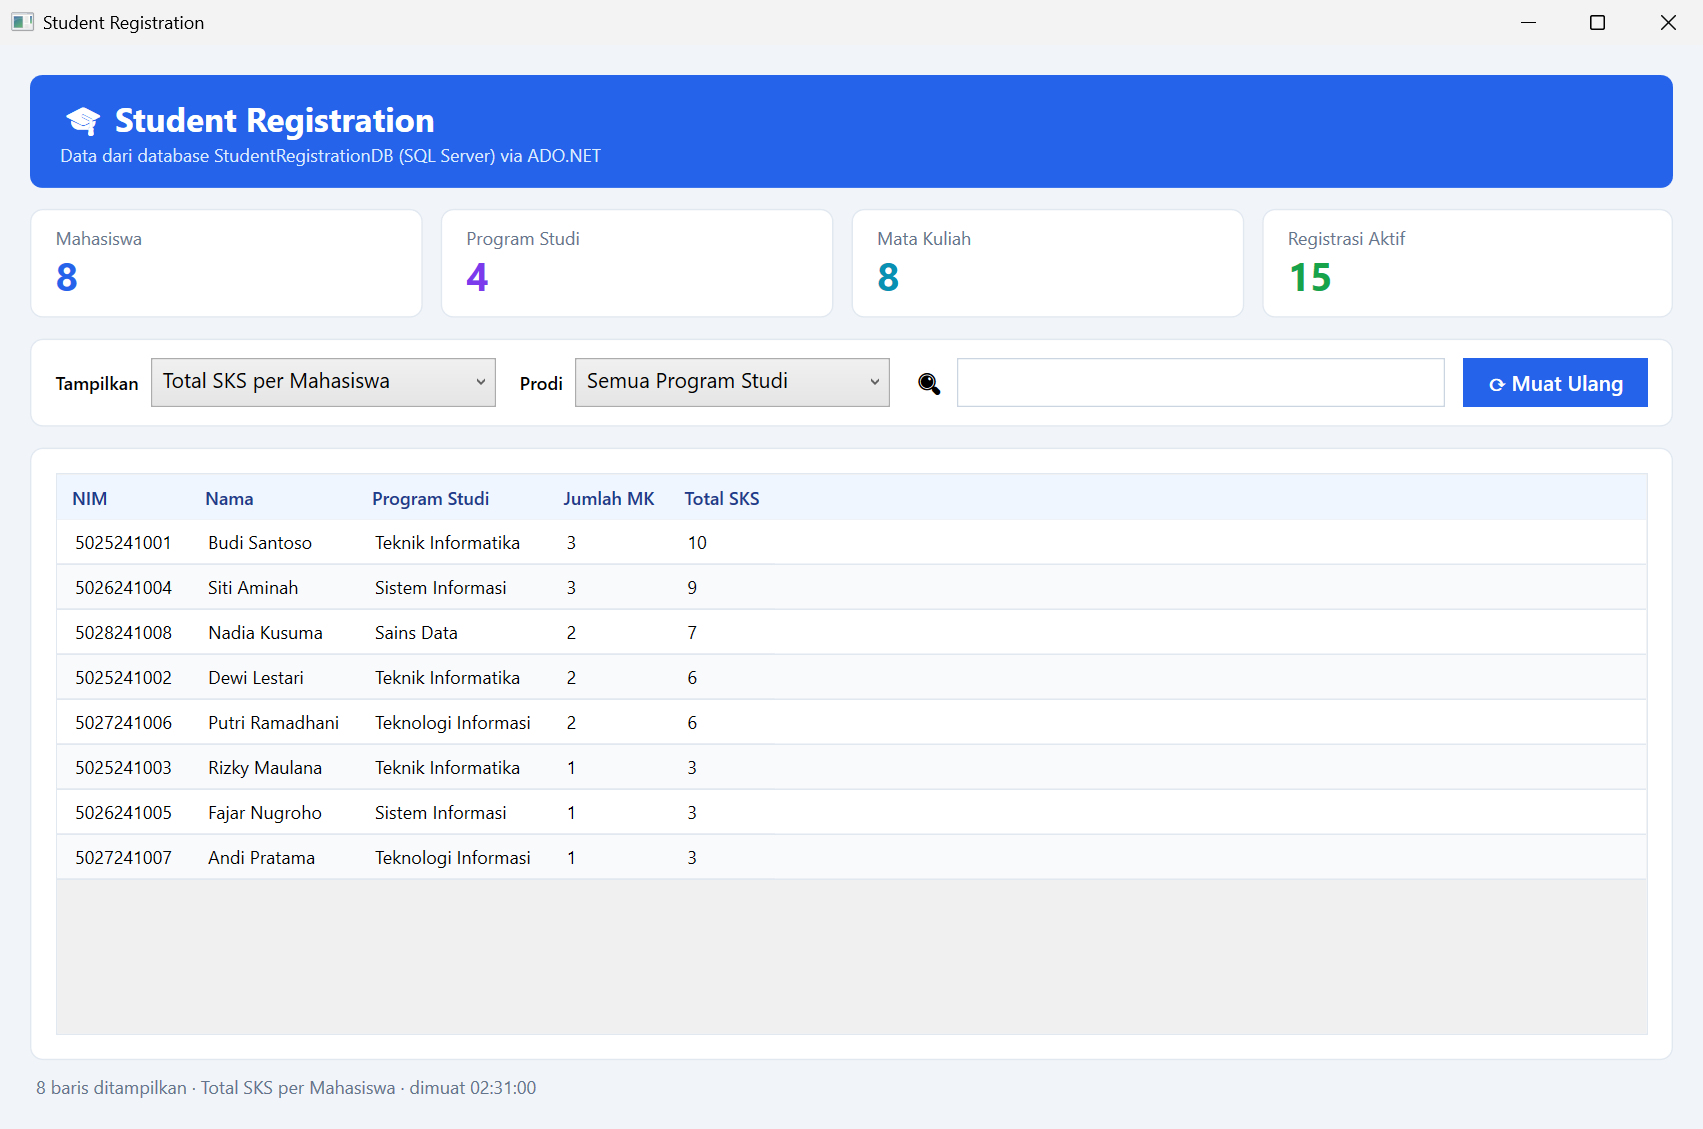 Student Registration
Student Registration
Data dari database StudentRegistrationDB (SQL Server) via ADO.NET
Mahasiswa Program Studi Mata Kuliah Registrasi Aktif
8 4 8 15
Tampilkan Total SKS per Mahasiswa Prodi Semua Program Studi ⟳ Muat Ulang
NIM Nama Program Studi Jumlah MK Total SKS
5025241001 Budi Santoso Teknik Informatika 3 10
5026241004 Siti Aminah Sistem Informasi 3 9
5028241008 Nadia Kusuma Sains Data 2 7
5025241002 Dewi Lestari Teknik Informatika 2 6
5027241006 Putri Ramadhani Teknologi Informasi 2 6
5025241003 Rizky Maulana Teknik Informatika 1 3
5026241005 Fajar Nugroho Sistem Informasi 1 3
5027241007 Andi Pratama Teknologi Informasi 1 3
8 baris ditampilkan · Total SKS per Mahasiswa · dimuat 02:31:00